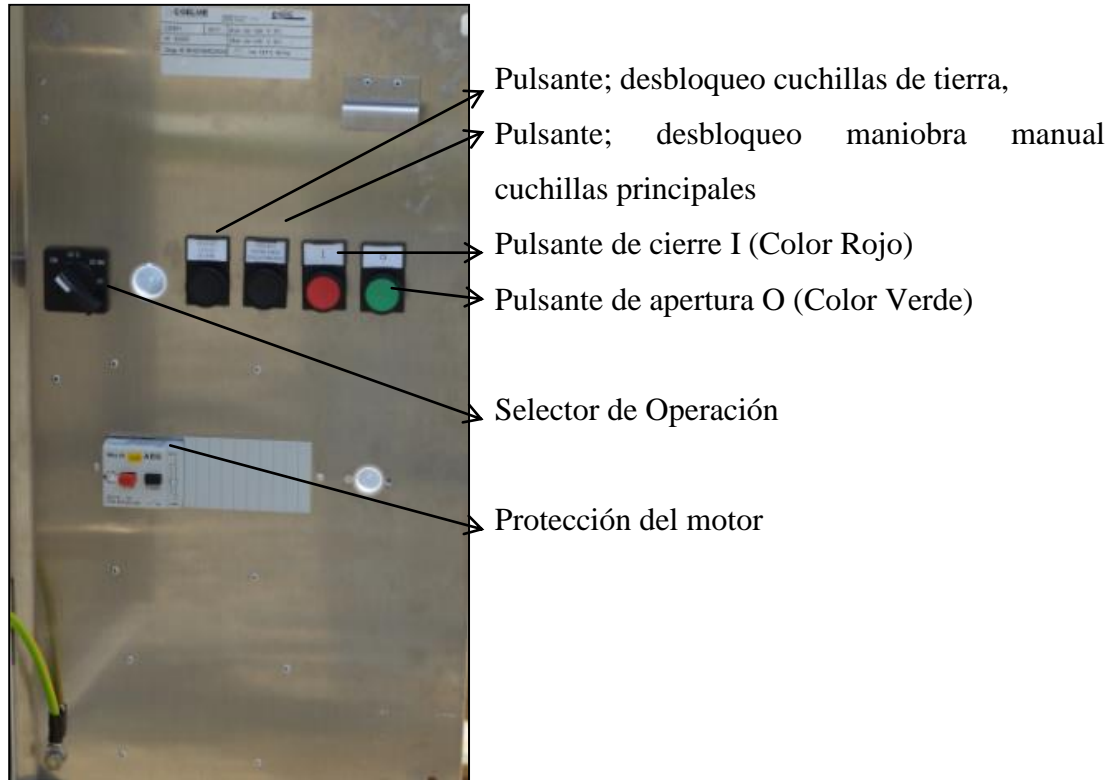 COELME
Pulsante; desbloqueo cuchillas de tierra,
Pulsante; desbloqueo maniobra manual
cuchillas principales
I
O
Pulsante de cierre I (Color Rojo)
Pulsante de apertura O (Color Verde)
Selector de Operación
AEG
Protección del motor